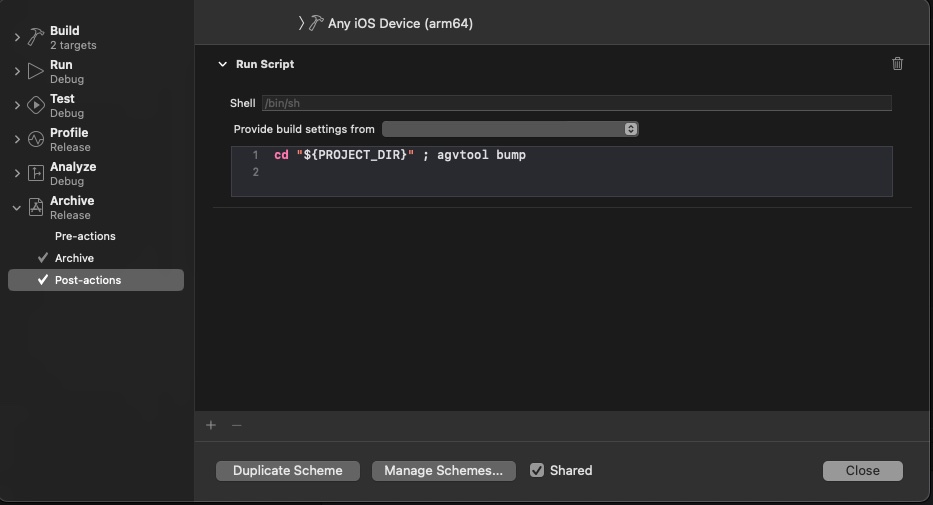 Any iOS Device (arm64)
Build
2 targets
Run
Debug
Test
Debug
Profile
Release
Analyze
Debug
Archive
Release
Pre-actions
Archive
Post-actions
Run Script
Shell /bin/sh
Provide build settings from
1 cd "${PROJECT_DIR}" ; agvtool bump
2
Duplicate Scheme Manage Schemes... Shared Close